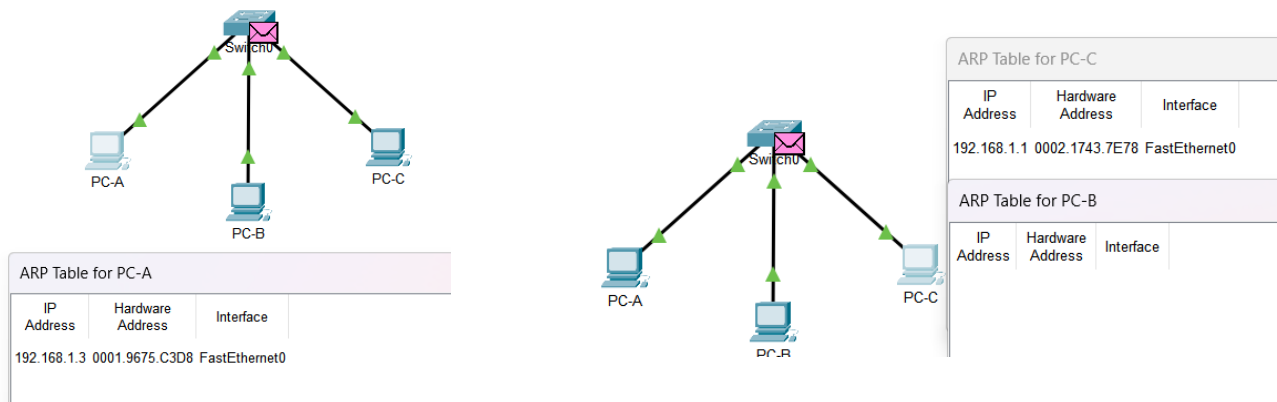 Switch0
PC-A
PC-C
PC-B
ARP Table for PC-A
IP Address
Hardware Address
Interface
192.168.1.3 0001.9675.C3D8 FastEthernet0
Switch0
PC-A
PC-C
PC-B
ARP Table for PC-C
IP Address
Hardware Address
Interface
192.168.1.1 0002.1743.7E78 FastEthernet0
ARP Table for PC-B
IP Address
Hardware Address
Interface